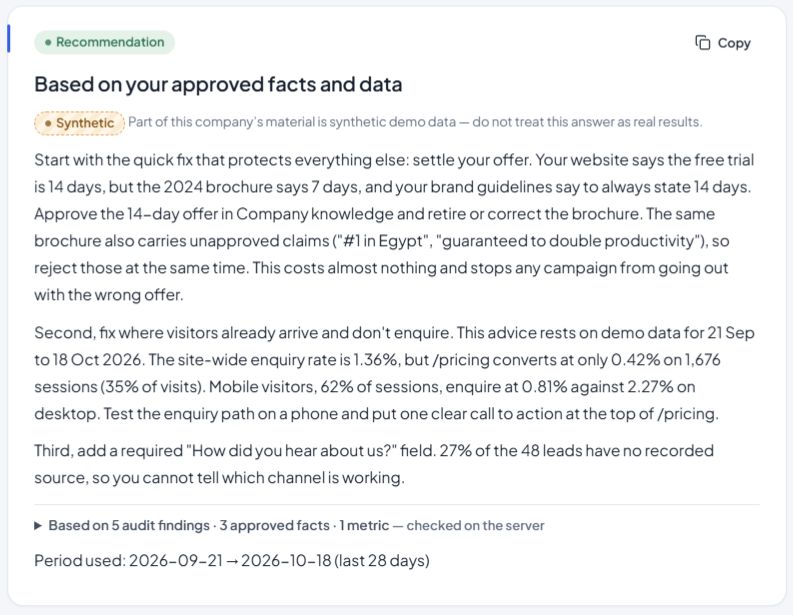 Recommendation
Copy
Based on your approved facts and data
Synthetic Part of this company's material is synthetic demo data — do not treat this answer as real results.
Start with the quick fix that protects everything else: settle your offer. Your website says the free trial
is 14 days, but the 2024 brochure says 7 days, and your brand guidelines say to always state 14 days.
Approve the 14-day offer in Company knowledge and retire or correct the brochure. The same
brochure also carries unapproved claims ("#1 in Egypt", "guaranteed to double productivity"), so
reject those at the same time. This costs almost nothing and stops any campaign from going out
with the wrong offer.
Second, fix where visitors already arrive and don't enquire. This advice rests on demo data for 21 Sep
to 18 Oct 2026. The site-wide enquiry rate is 1.36%, but /pricing converts at only 0.42% on 1,676
sessions (35% of visits). Mobile visitors, 62% of sessions, enquire at 0.81% against 2.27% on
desktop. Test the enquiry path on a phone and put one clear call to action at the top of /pricing.
Third, add a required "How did you hear about us?" field. 27% of the 48 leads have no recorded
source, so you cannot tell which channel is working.
Based on 5 audit findings · 3 approved facts · 1 metric — checked on the server
Period used: 2026-09-21 → 2026-10-18 (last 28 days)